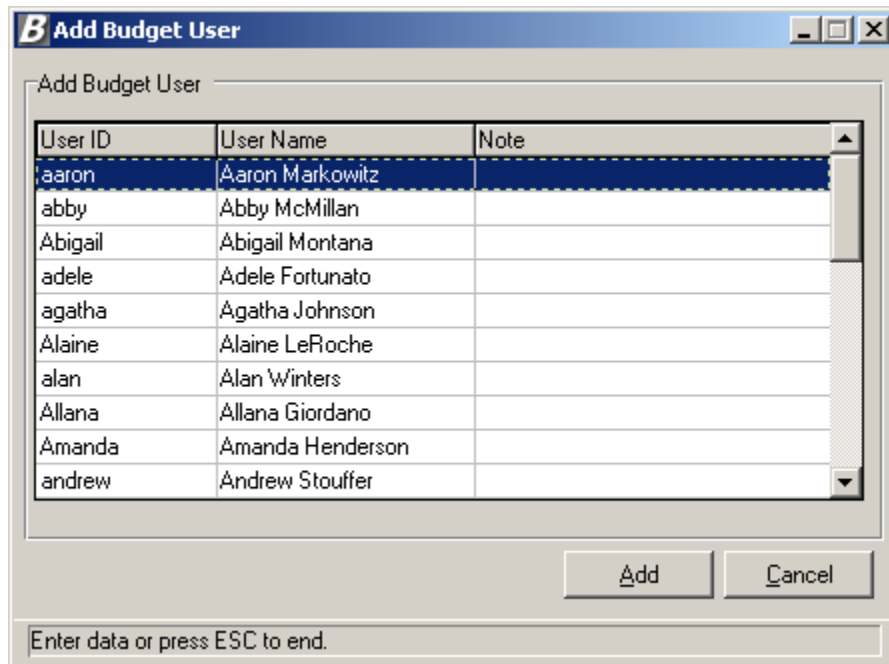 B Add Budget User
Add Budget User
User ID User Name Note
aaron Aaron Markowitz
abby Abby McMillan
Abigail Abigail Montana
adele Adele Fortunato
agatha Agatha Johnson
Alaine Alaine LeRoche
alan Alan Winters
Allana Allana Giordano
Amanda Amanda Henderson
andrew Andrew Stouffer
Add Cancel
Enter data or press ESC to end.